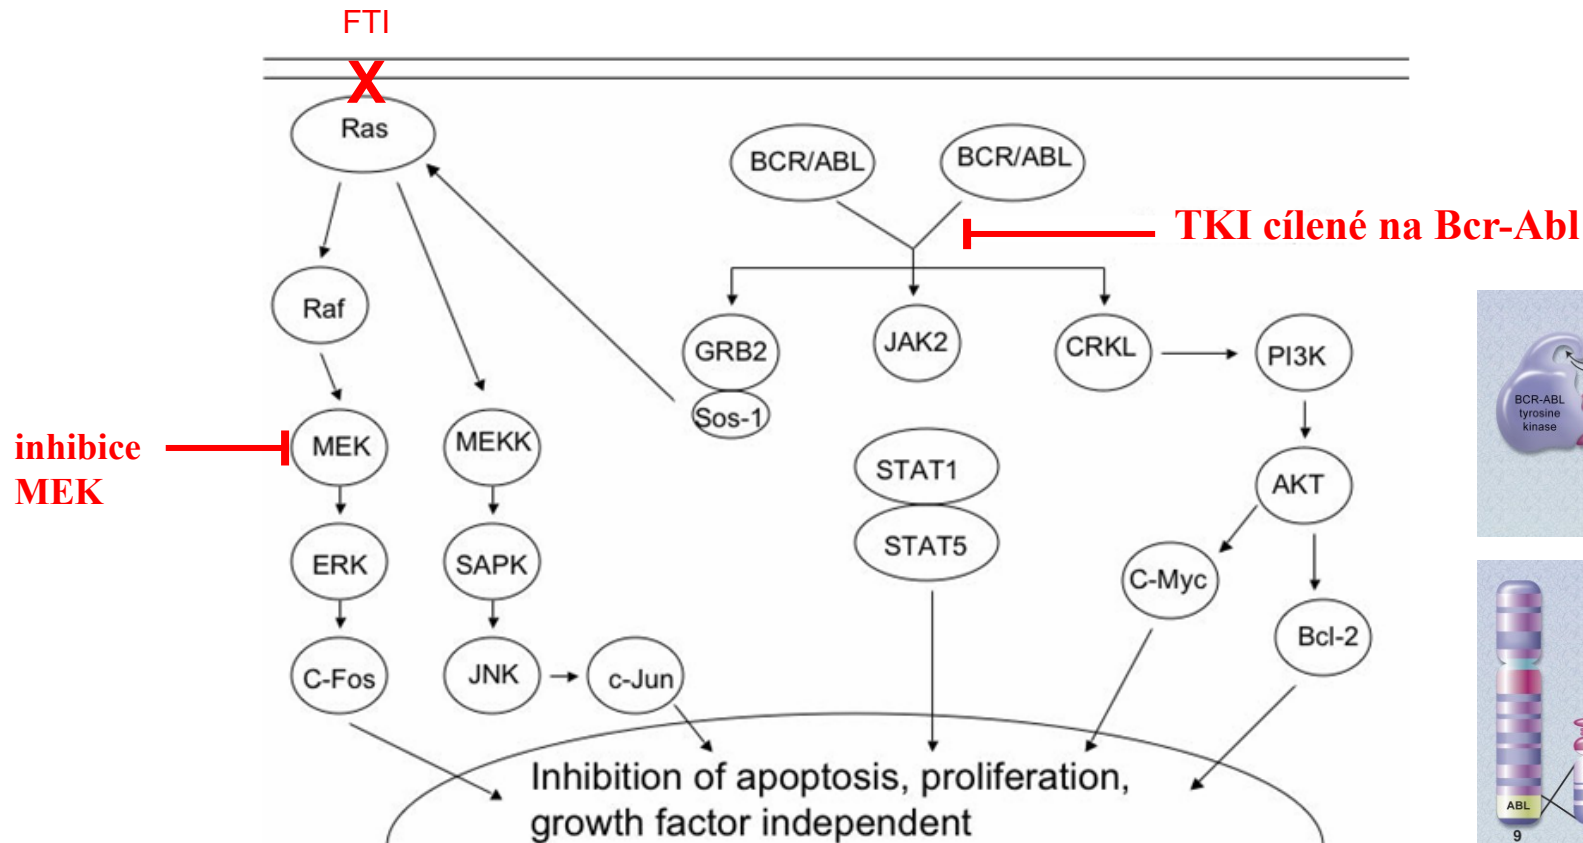 FTI
X
Ras
BCR/ABL
BCR/ABL
TKI cílené na Bcr-Abl
Raf
GRB2
JAK2
CRKL
PI3K
BCR-ABL
tyrosine
kinase
Sos-1
inhibice
MEK
MEK
MEKK
STAT1
AKT
ERK
SAPK
STAT5
C-Myc
Bcl-2
C-Fos
JNK
c-Jun
Inhibition of apoptosis, proliferation,
growth factor independent
ABL
9